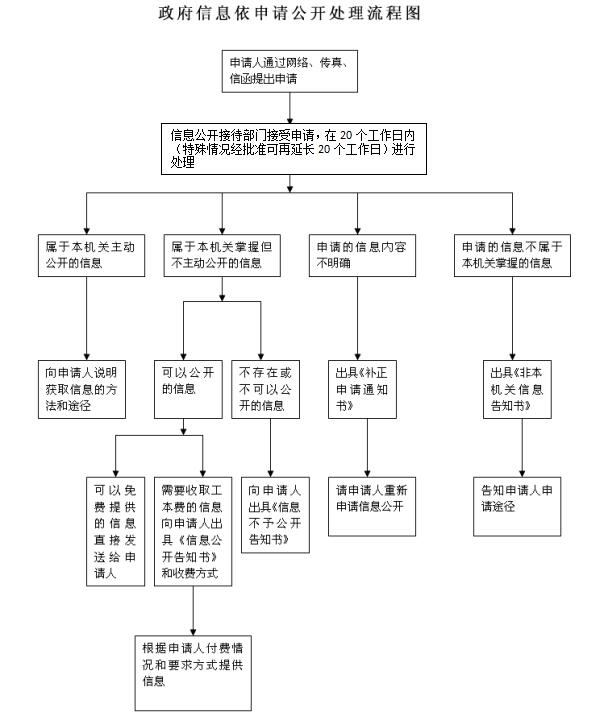 政府信息依申请公开处理流程图
申请人通过网络、传真、
信函提出申请
信息公开接待部门接受申请，在 20 个工作日内
（特殊情况经批准可再延长 20 个工作日）进行
处理
属于本机关主动
公开的信息
属于本机关掌握但
不主动公开的信息
申请的信息内容
不明确
申请的信息不属于
本机关掌握的信息
向申请人说明
获取信息的方
法和途径
可以公开
的信息
不存在或
不可以公
开的信息
出具《补正
申请通知
书》
出具《非本
机关信息
告知书》
可以免
费提供
的信息
直接发
送给申
请人
需要收取工
本费的信息
向申请人出
具《信息公
开告知书》
和收费方式
向申请人
出具《信息
不予公开
告知书》
请申请人重新
申请信息公开
告知申请人申
请途径
根据申请人付费情
况和要求方式提供
信息